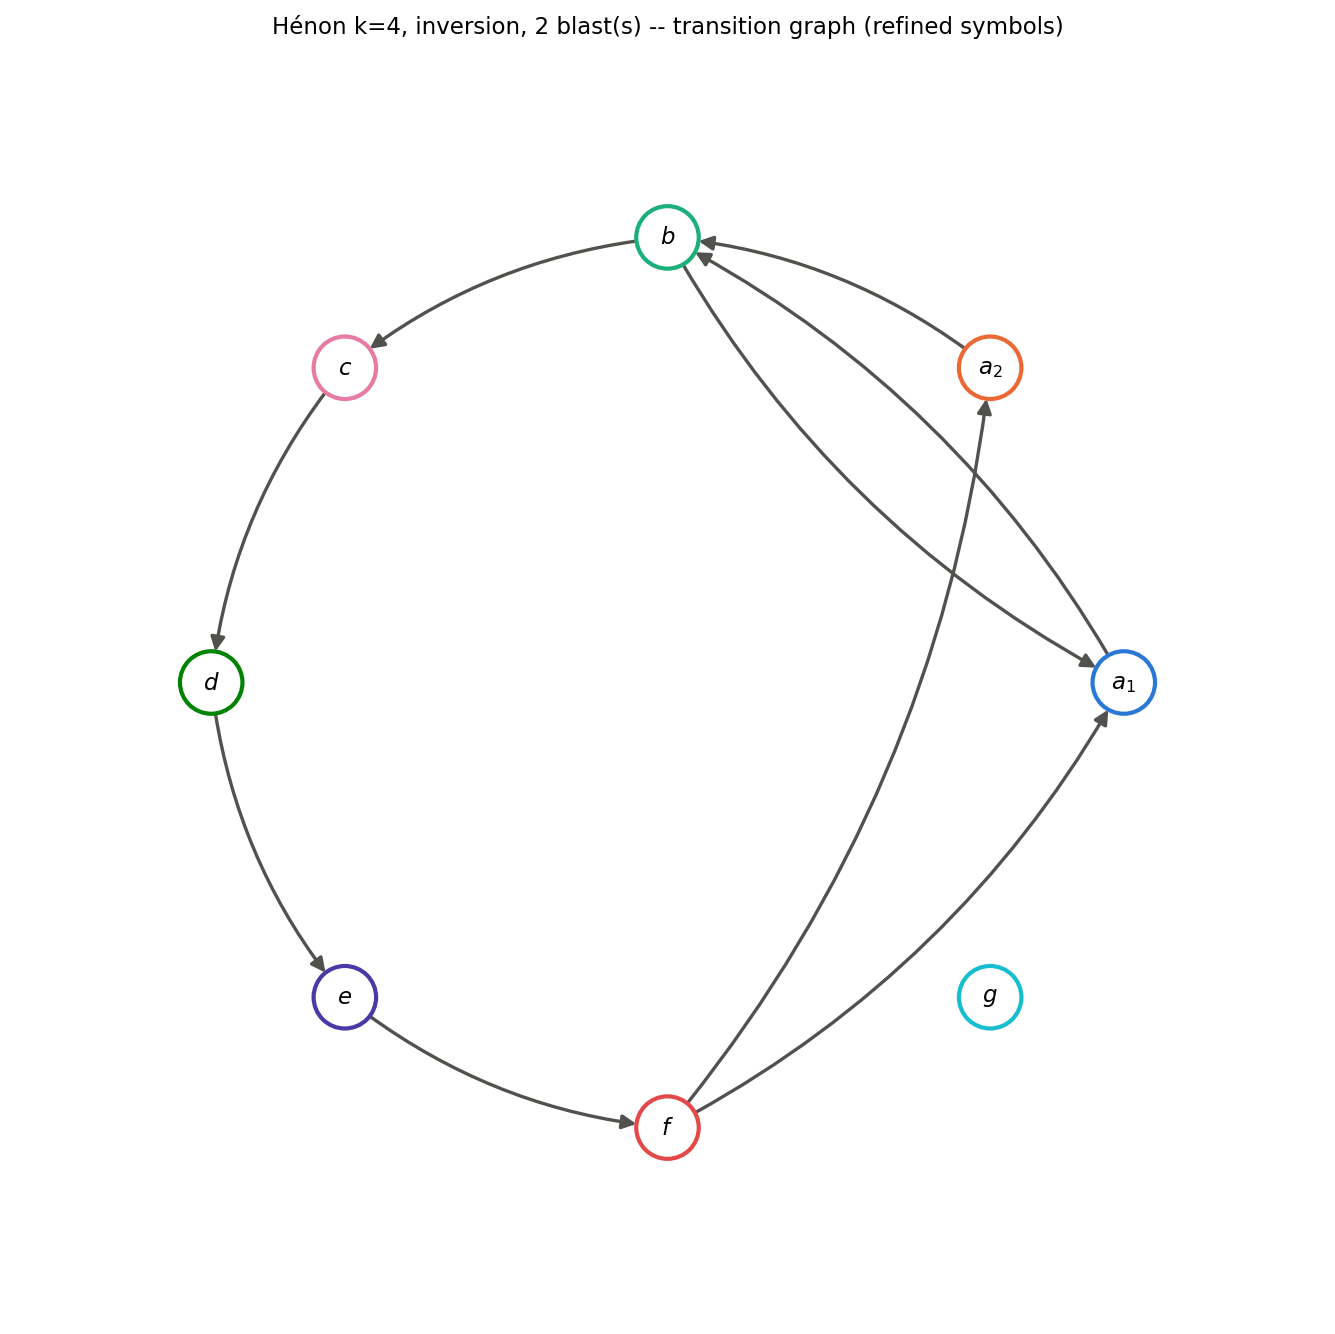 Hénon k=4, inversion, 2 blast(s) -- transition graph (refined symbols)
b
c
a₂
d
a₁
e
g
f